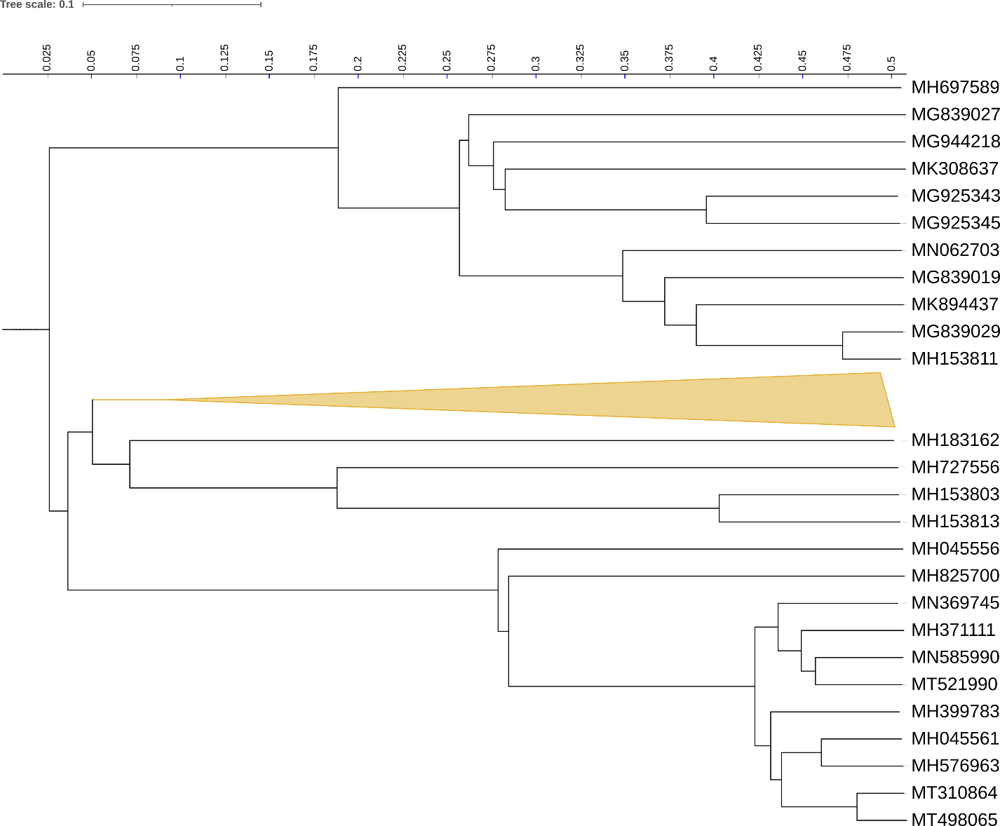 Tree scale: 0.1
0.025 0.05 0.075 0.1 0.125 0.15 0.175 0.2 0.225 0.25 0.275 0.3 0.325 0.35 0.375 0.4 0.425 0.45 0.475 0.5
MH697589
MG839027
MG944218
MK308637
MG925343
MG925345
MN062703
MG839019
MK894437
MG839029
MH153811
MH183162
MH727556
MH153803
MH153813
MH045556
MH825700
MN369745
MH371111
MN585990
MT521990
MH399783
MH045561
MH576963
MT310864
MT498065